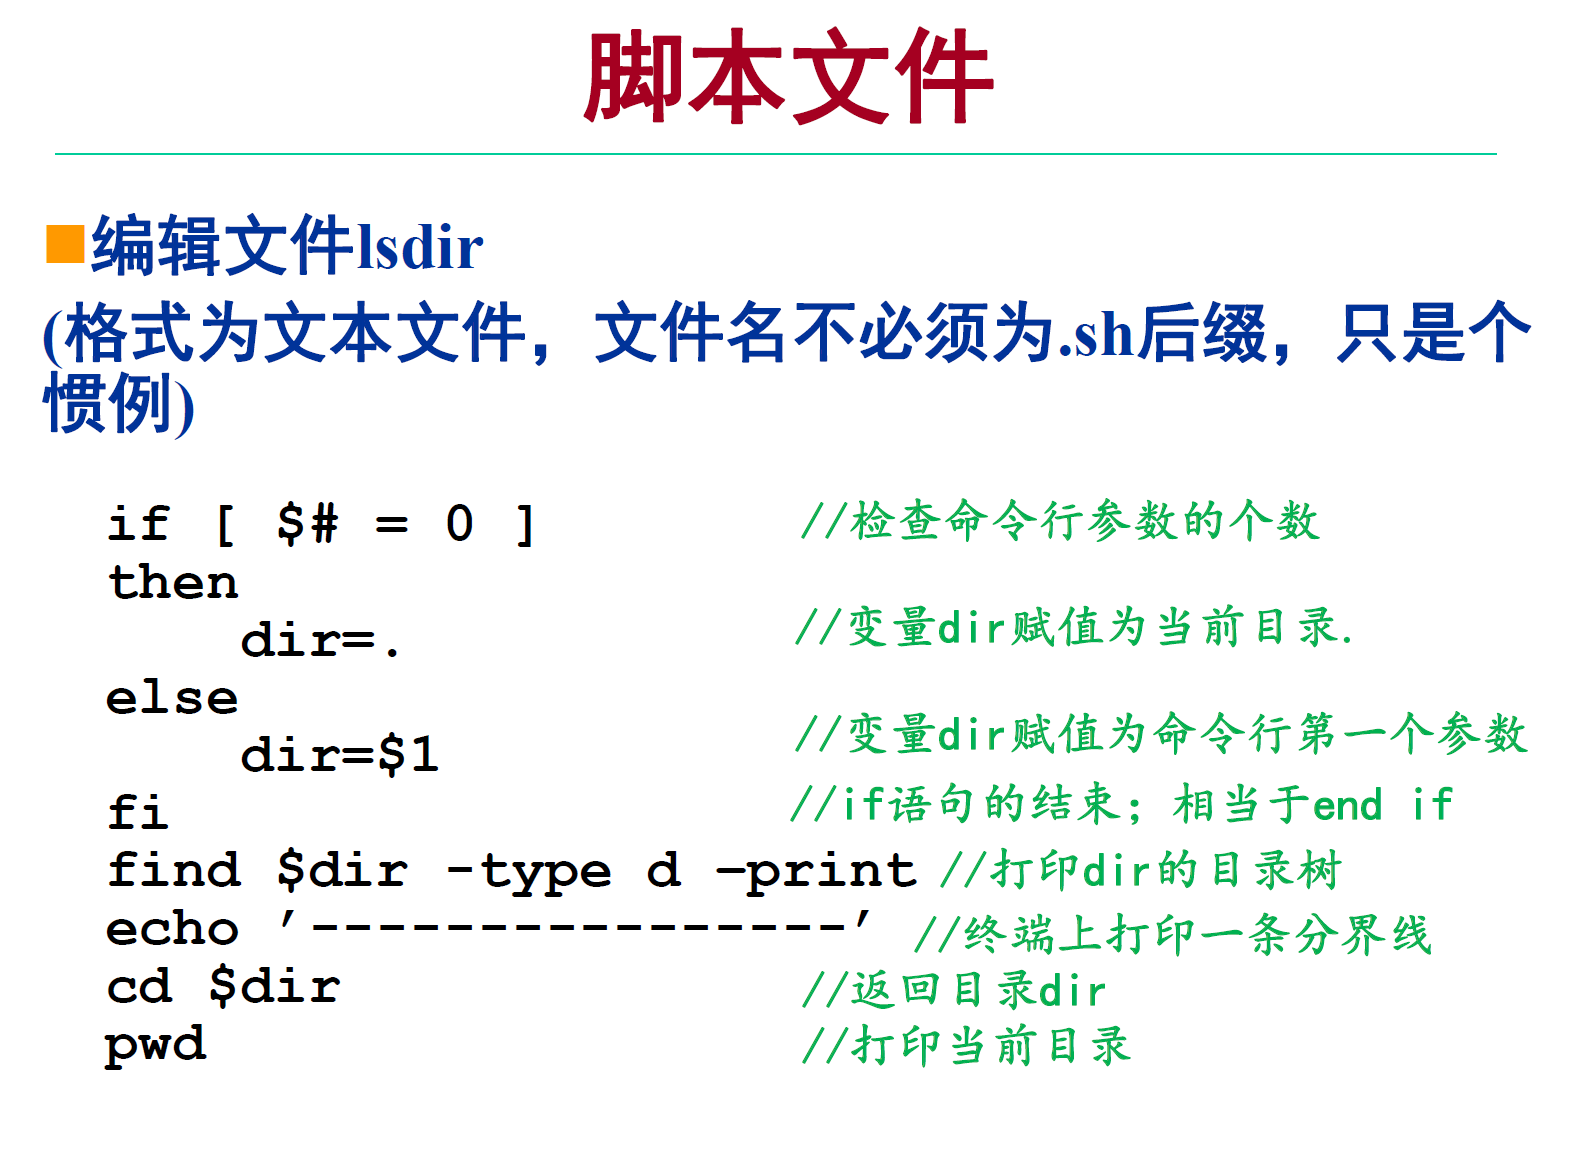 脚本文件
■编辑文件lsdir
(格式为文本文件，文件名不必须为.sh后缀，只是个
惯例)
if [ $# = 0 ] //检查命令行参数的个数
then
dir=. //变量dir赋值为当前目录.
else
dir=$1 //变量dir赋值为命令行第一个参数
fi //if语句的结束；相当于end if
find $dir -type d –print //打印dir的目录树
echo ’----------------’ //终端上打印一条分界线
cd $dir //返回目录dir
pwd //打印当前目录